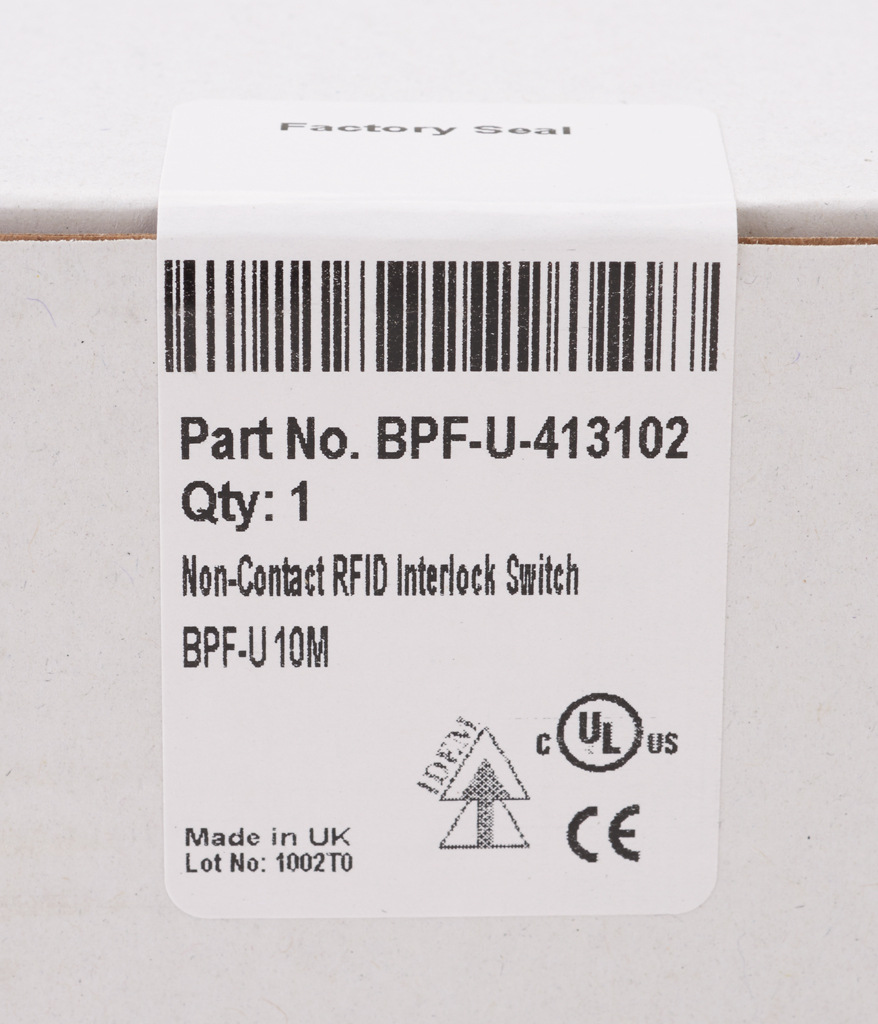 Factory Seal
Part No. BPF-U-413102
Qty: 1
Non-Contact RFID Interlock Switch
BPF-U 10M
IDEM
C UL US
CE
Made in UK
Lot No: 1002T0